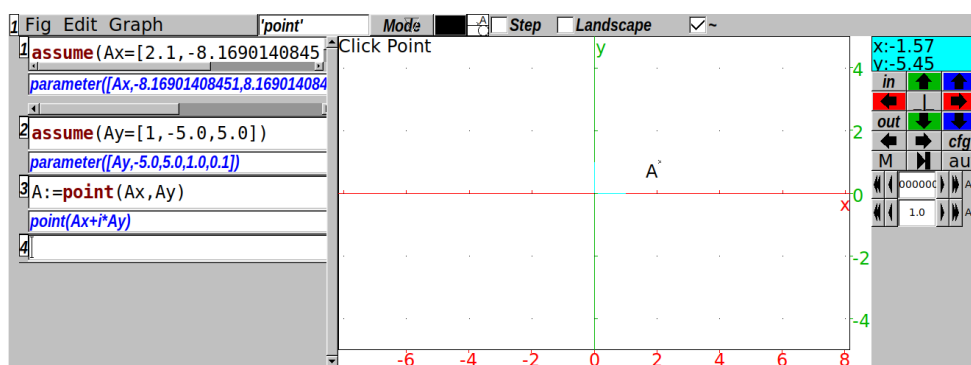 1 Fig Edit Graph 'point' Mode A Step Landscape ~
1 assume(Ax=[2.1,-8.1690140845
parameter([Ax,-8.16901408451,8.169014084
2 assume(Ay=[1,-5.0,5.0])
parameter([Ay,-5.0,5.0,1.0,0.1])
3 A:=point(Ax,Ay)
point(Ax+i*Ay)
4
Click Point
y
4
2
A
0
x
-2
-4
-6 -4 -2 0 2 4 6 8
x:-1.57
y:-5.45
in
_|_
out
cfg
M au
000000 A
1.0 A